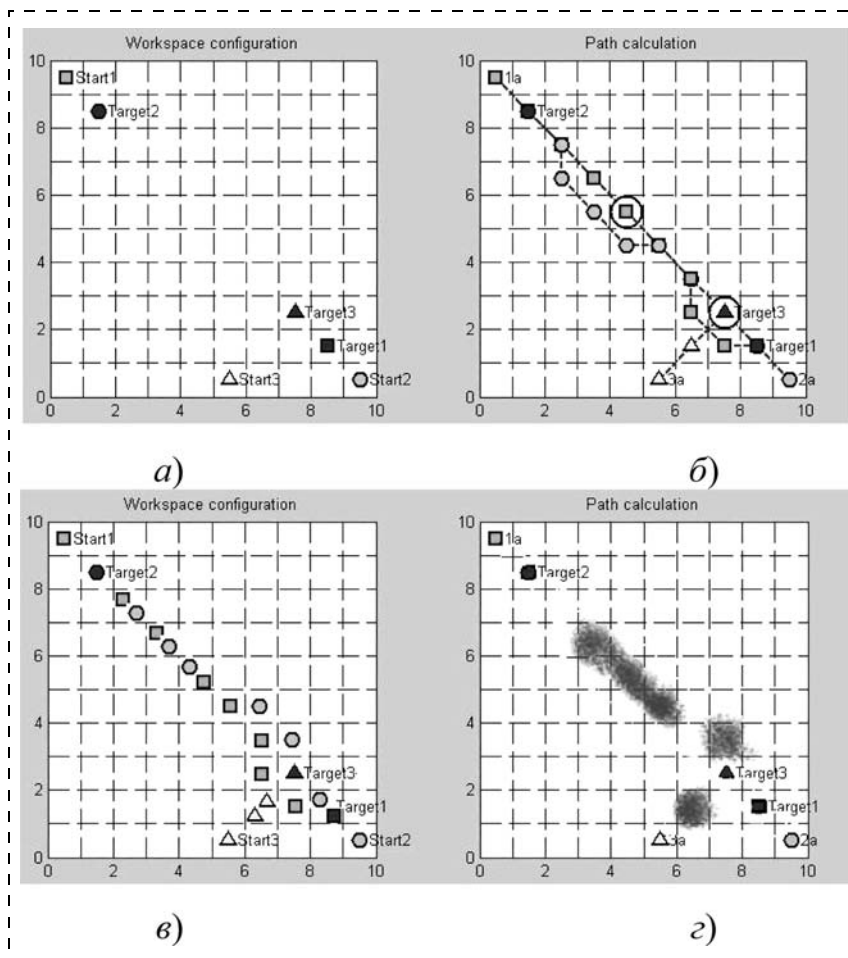 Workspace configuration
Path calculation
10
Start1
Target2
8
6
4
Target3
2
Target1
Start3
Start2
0
0 2 4 6 8 10
10
1a
Target2
8
6
4
Target3
2
Target1
3a
2a
0
0 2 4 6 8 10
а)
б)
Workspace configuration
Path calculation
10
Start1
Target2
8
6
4
Target3
2
Target1
Start3
Start2
0
0 2 4 6 8 10
10
1a
Target2
8
6
4
Target3
2
Target1
3a
2a
0
0 2 4 6 8 10
в)
г)